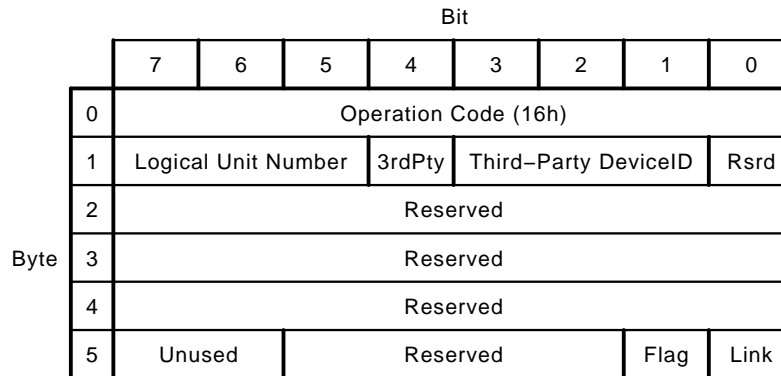 Bit
7 6 5 4 3 2 1 0
0 Operation Code (16h)
1 Logical Unit Number 3rdPty Third−Party DeviceID Rsrd
2 Reserved
Byte 3 Reserved
4 Reserved
5 Unused Reserved Flag Link